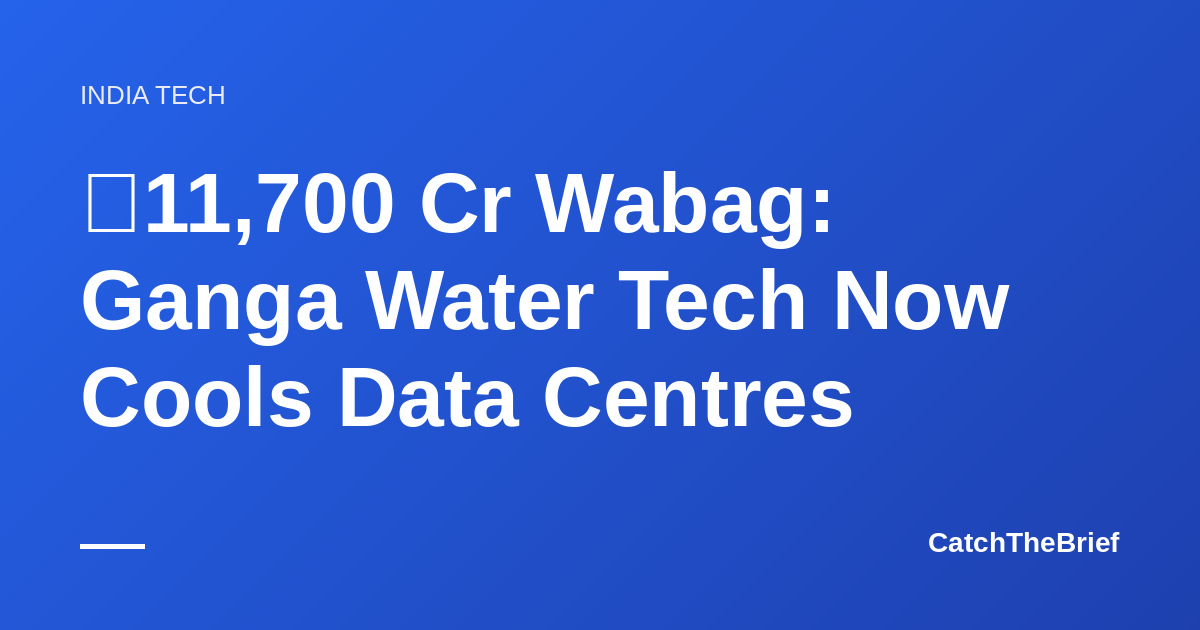 INDIA TECH
□11,700 Cr Wabag:
Ganga Water Tech Now
Cools Data Centres
CatchTheBrief